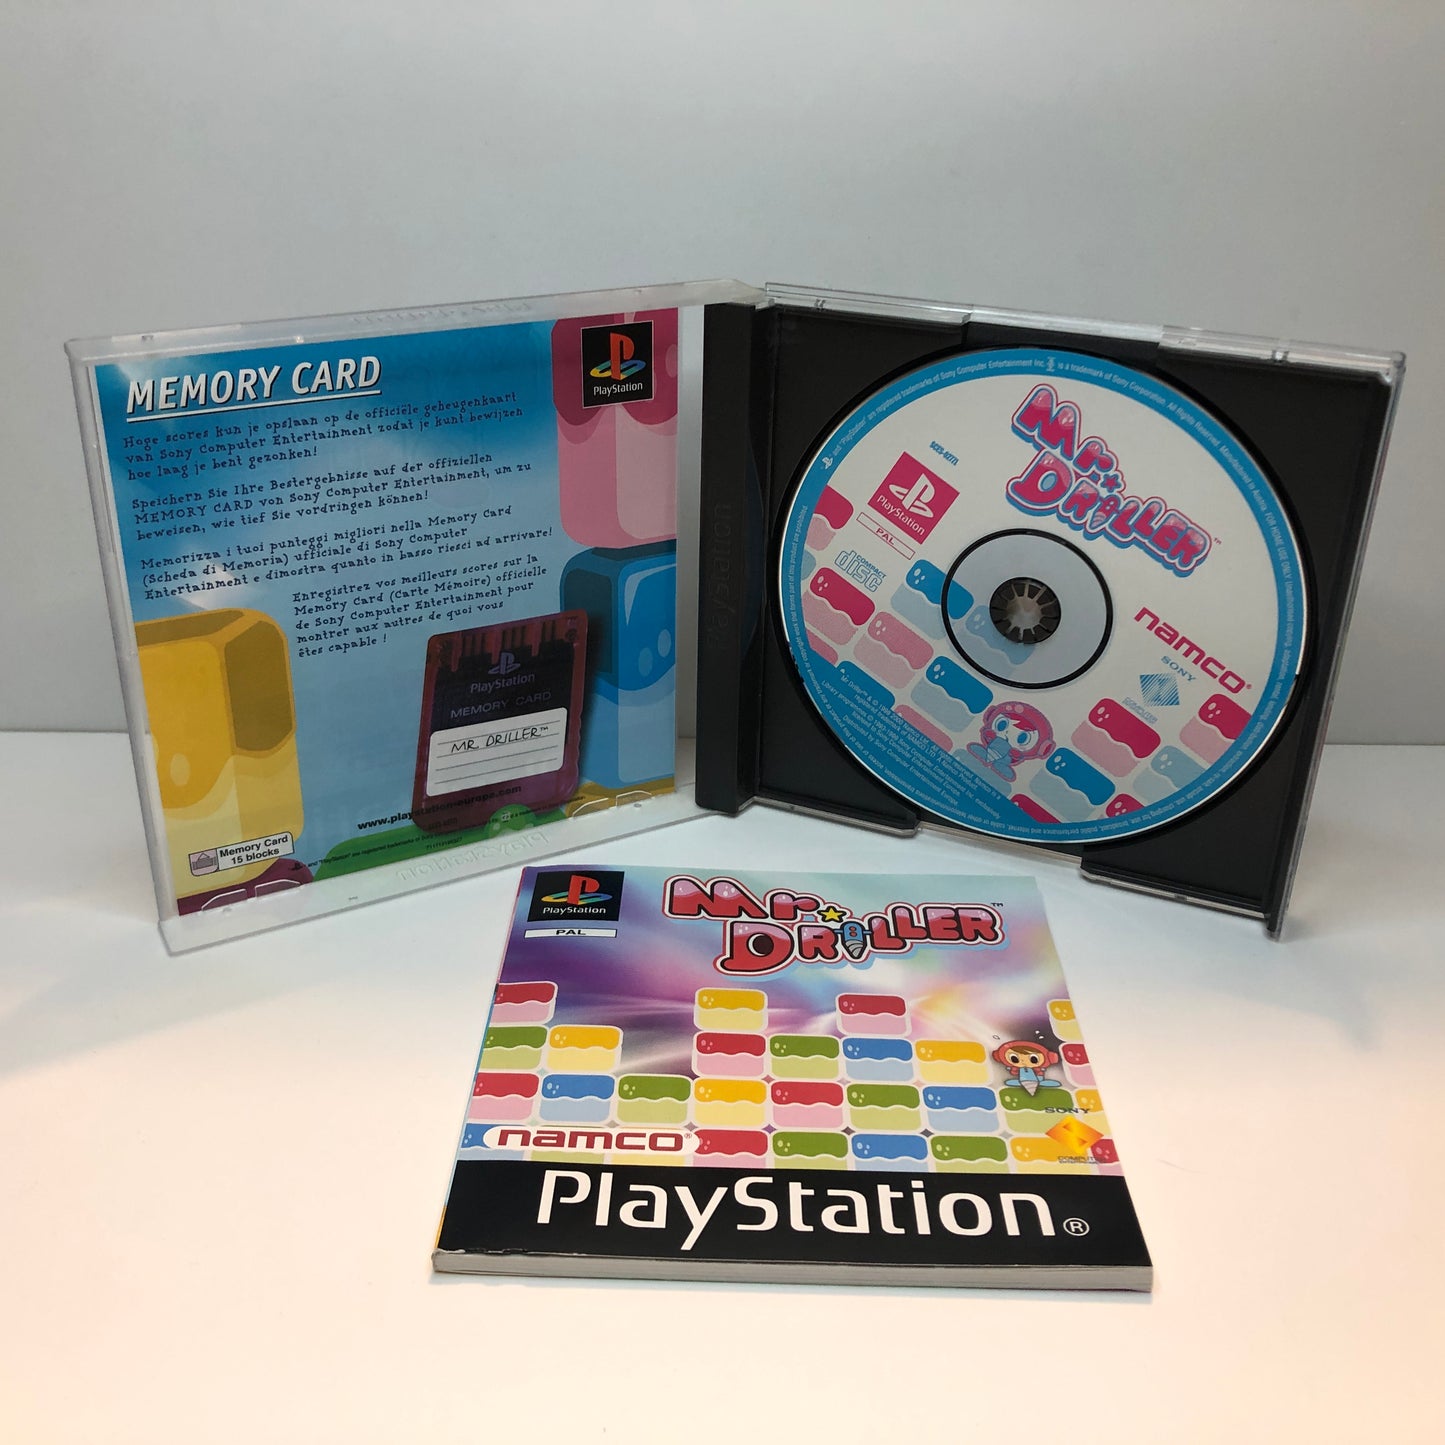 MEMORY CARD
PlayStation
Hoge scores kun je opslaan op de officiële geheugenkaart
van Sony Computer Entertainment zodat je kunt bewijzen
hoe laag je bent gezonken!
Speichern Sie Ihre Bestergebnisse auf der offiziellen
MEMORY CARD von Sony Computer Entertainment, um zu
beweisen, wie tief Sie vordringen können!
Memorizza i tuoi punteggi migliori nella Memory Card
(Scheda di Memoria) ufficiale di Sony Computer
Entertainment e dimostra quanto in basso riesci ad arrivare!
Enregistrez vos meilleurs scores sur la
Memory Card (Carte Mémoire) officielle
de Sony Computer Entertainment pour
montrer aux autres de quoi vous
êtes capable !
PlayStation
MEMORY CARD
MR. DRILLER™
www.playstation-europe.com
Memory Card
15 blocks
PlayStation
Mr. DRILLER™
PlayStation
PAL
COMPACT
disc
namco®
SONY
PlayStation
PAL
Mr. DRILLER™
namco®
SONY
COMPUTER
PlayStation®